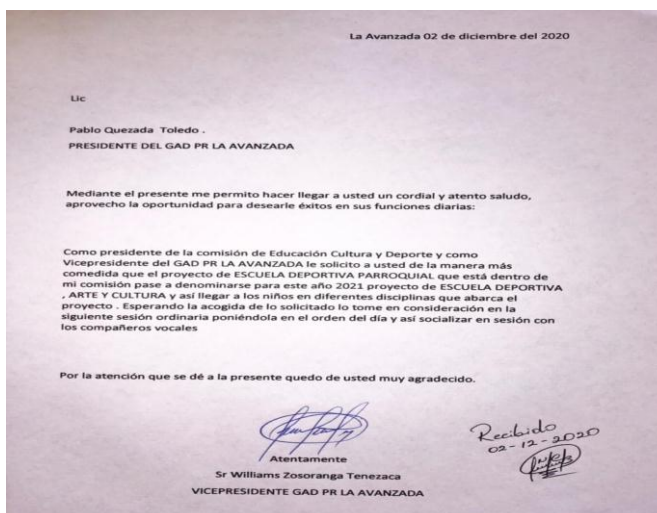 La Avanzada 02 de diciembre del 2020
Lic
Pablo Quezada Toledo .
PRESIDENTE DEL GAD PR LA AVANZADA
Mediante el presente me permito hacer llegar a usted un cordial y atento saludo,
aprovecho la oportunidad para desearle éxitos en sus funciones diarias:
Como presidente de la comisión de Educación Cultura y Deporte y como
Vicepresidente del GAD PR LA AVANZADA le solicito a usted de la manera más
comedida que el proyecto de ESCUELA DEPORTIVA PARROQUIAL que está dentro de
mi comisión pase a denominarse para este año 2021 proyecto de ESCUELA DEPORTIVA
, ARTE Y CULTURA y así llegar a los niños en diferentes disciplinas que abarca el
proyecto . Esperando la acogida de lo solicitado lo tome en consideración en la
siguiente sesión ordinaria poniéndola en el orden del día y así socializar en sesión con
los compañeros vocales
Por la atención que se dé a la presente quedo de usted muy agradecido.
Atentamente
Sr Williams Zosoranga Tenezaca
VICEPRESIDENTE GAD PR LA AVANZADA
Recibido
02-12-2020